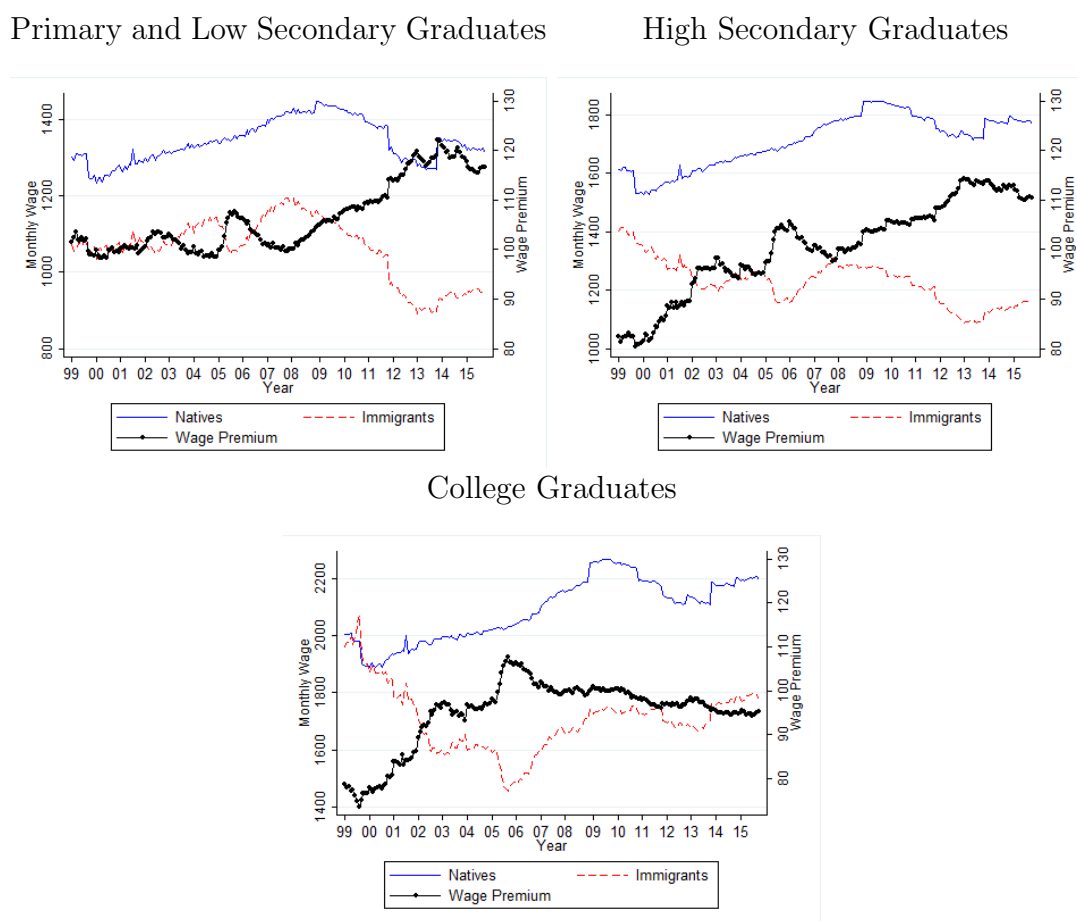 Primary and Low Secondary Graduates
High Secondary Graduates
Monthly Wage
800 1000 1200 1400
80 90 100 110 120 130
Wage Premium
99 00 01 02 03 04 05 06 07 08 09 10 11 12 13 14 15
Year
Natives Immigrants
Wage Premium
Monthly Wage
1000 1200 1400 1600 1800
80 90 100 110 120 130
Wage Premium
99 00 01 02 03 04 05 06 07 08 09 10 11 12 13 14 15
Year
Natives Immigrants
Wage Premium
College Graduates
Monthly Wage
1400 1600 1800 2000 2200
80 90 100 110 120 130
Wage Premium
99 00 01 02 03 04 05 06 07 08 09 10 11 12 13 14 15
Year
Natives Immigrants
Wage Premium